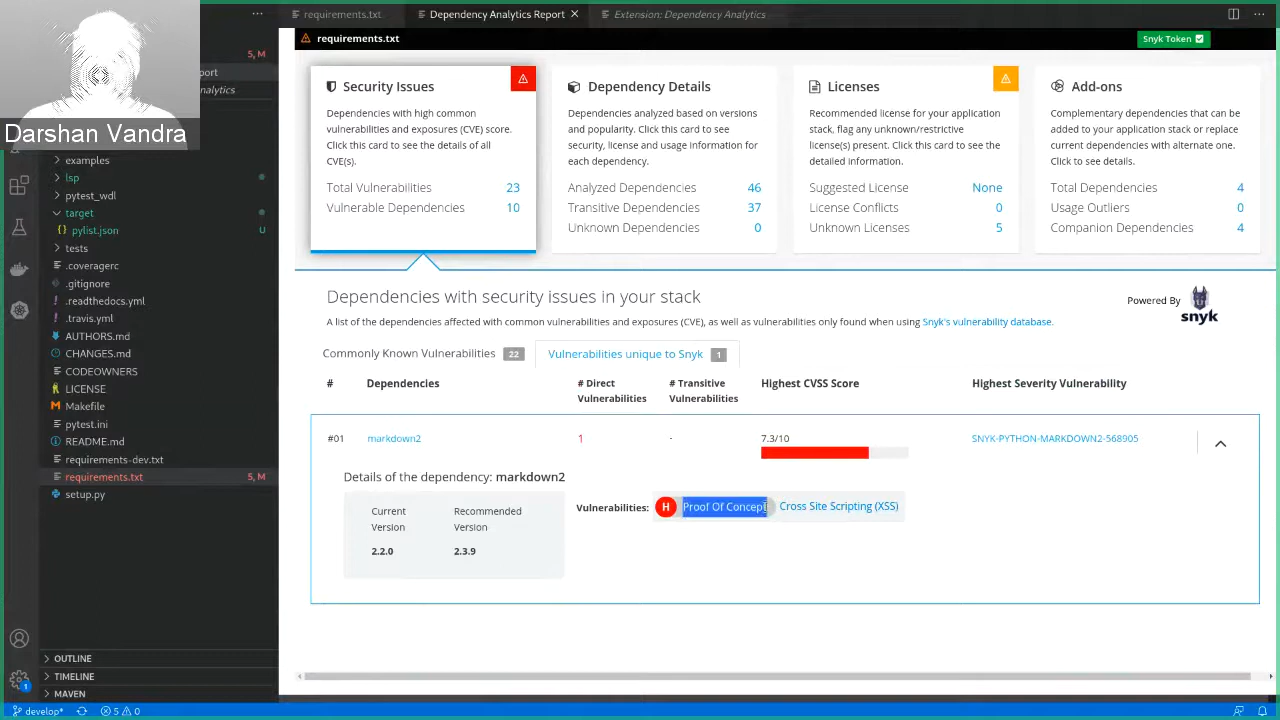 requirements.txt
Dependency Analytics Report
Extension: Dependency Analytics
5, M
port
analytics
Darshan Vandra
examples
lsp
pytest_wdl
target
{ } pylist.json U
tests
.coveragerc
.gitignore
! .readthedocs.yml
! .travis.yml
AUTHORS.md
CHANGES.md
CODEOWNERS
LICENSE
Makefile
pytest.ini
README.md
requirements-dev.txt
requirements.txt 5, M
setup.py
OUTLINE
TIMELINE
MAVEN
1
develop*
5 0
requirements.txt
Snyk Token
Security Issues
Dependencies with high common
vulnerabilities and exposures (CVE) score.
Click this card to see the details of all
CVE(s).
Total Vulnerabilities 23
Vulnerable Dependencies 10
Dependency Details
Dependencies analyzed based on versions
and popularity. Click this card to see
security, license and usage information for
each dependency.
Analyzed Dependencies 46
Transitive Dependencies 37
Unknown Dependencies 0
Licenses
Recommended license for your application
stack, flag any unknown/restrictive
license(s) present. Click this card to see the
detailed information.
Suggested License None
License Conflicts 0
Unknown Licenses 5
Add-ons
Complementary dependencies that can be
added to your application stack or replace
current dependencies with alternate one.
Click to see details.
Total Dependencies 4
Usage Outliers 0
Companion Dependencies 4
Dependencies with security issues in your stack
Powered By
snyk
A list of the dependencies affected with common vulnerabilities and exposures (CVE), as well as vulnerabilities only found when using Snyk's vulnerability database.
Commonly Known Vulnerabilities 22
Vulnerabilities unique to Snyk 1
# Dependencies # Direct Vulnerabilities # Transitive Vulnerabilities Highest CVSS Score Highest Severity Vulnerability
#01 markdown2 1 - 7.3/10 SNYK-PYTHON-MARKDOWN2-568905
Details of the dependency: markdown2
Current Version
2.2.0
Recommended Version
2.3.9
Vulnerabilities: H Proof Of Concept Cross Site Scripting (XSS)